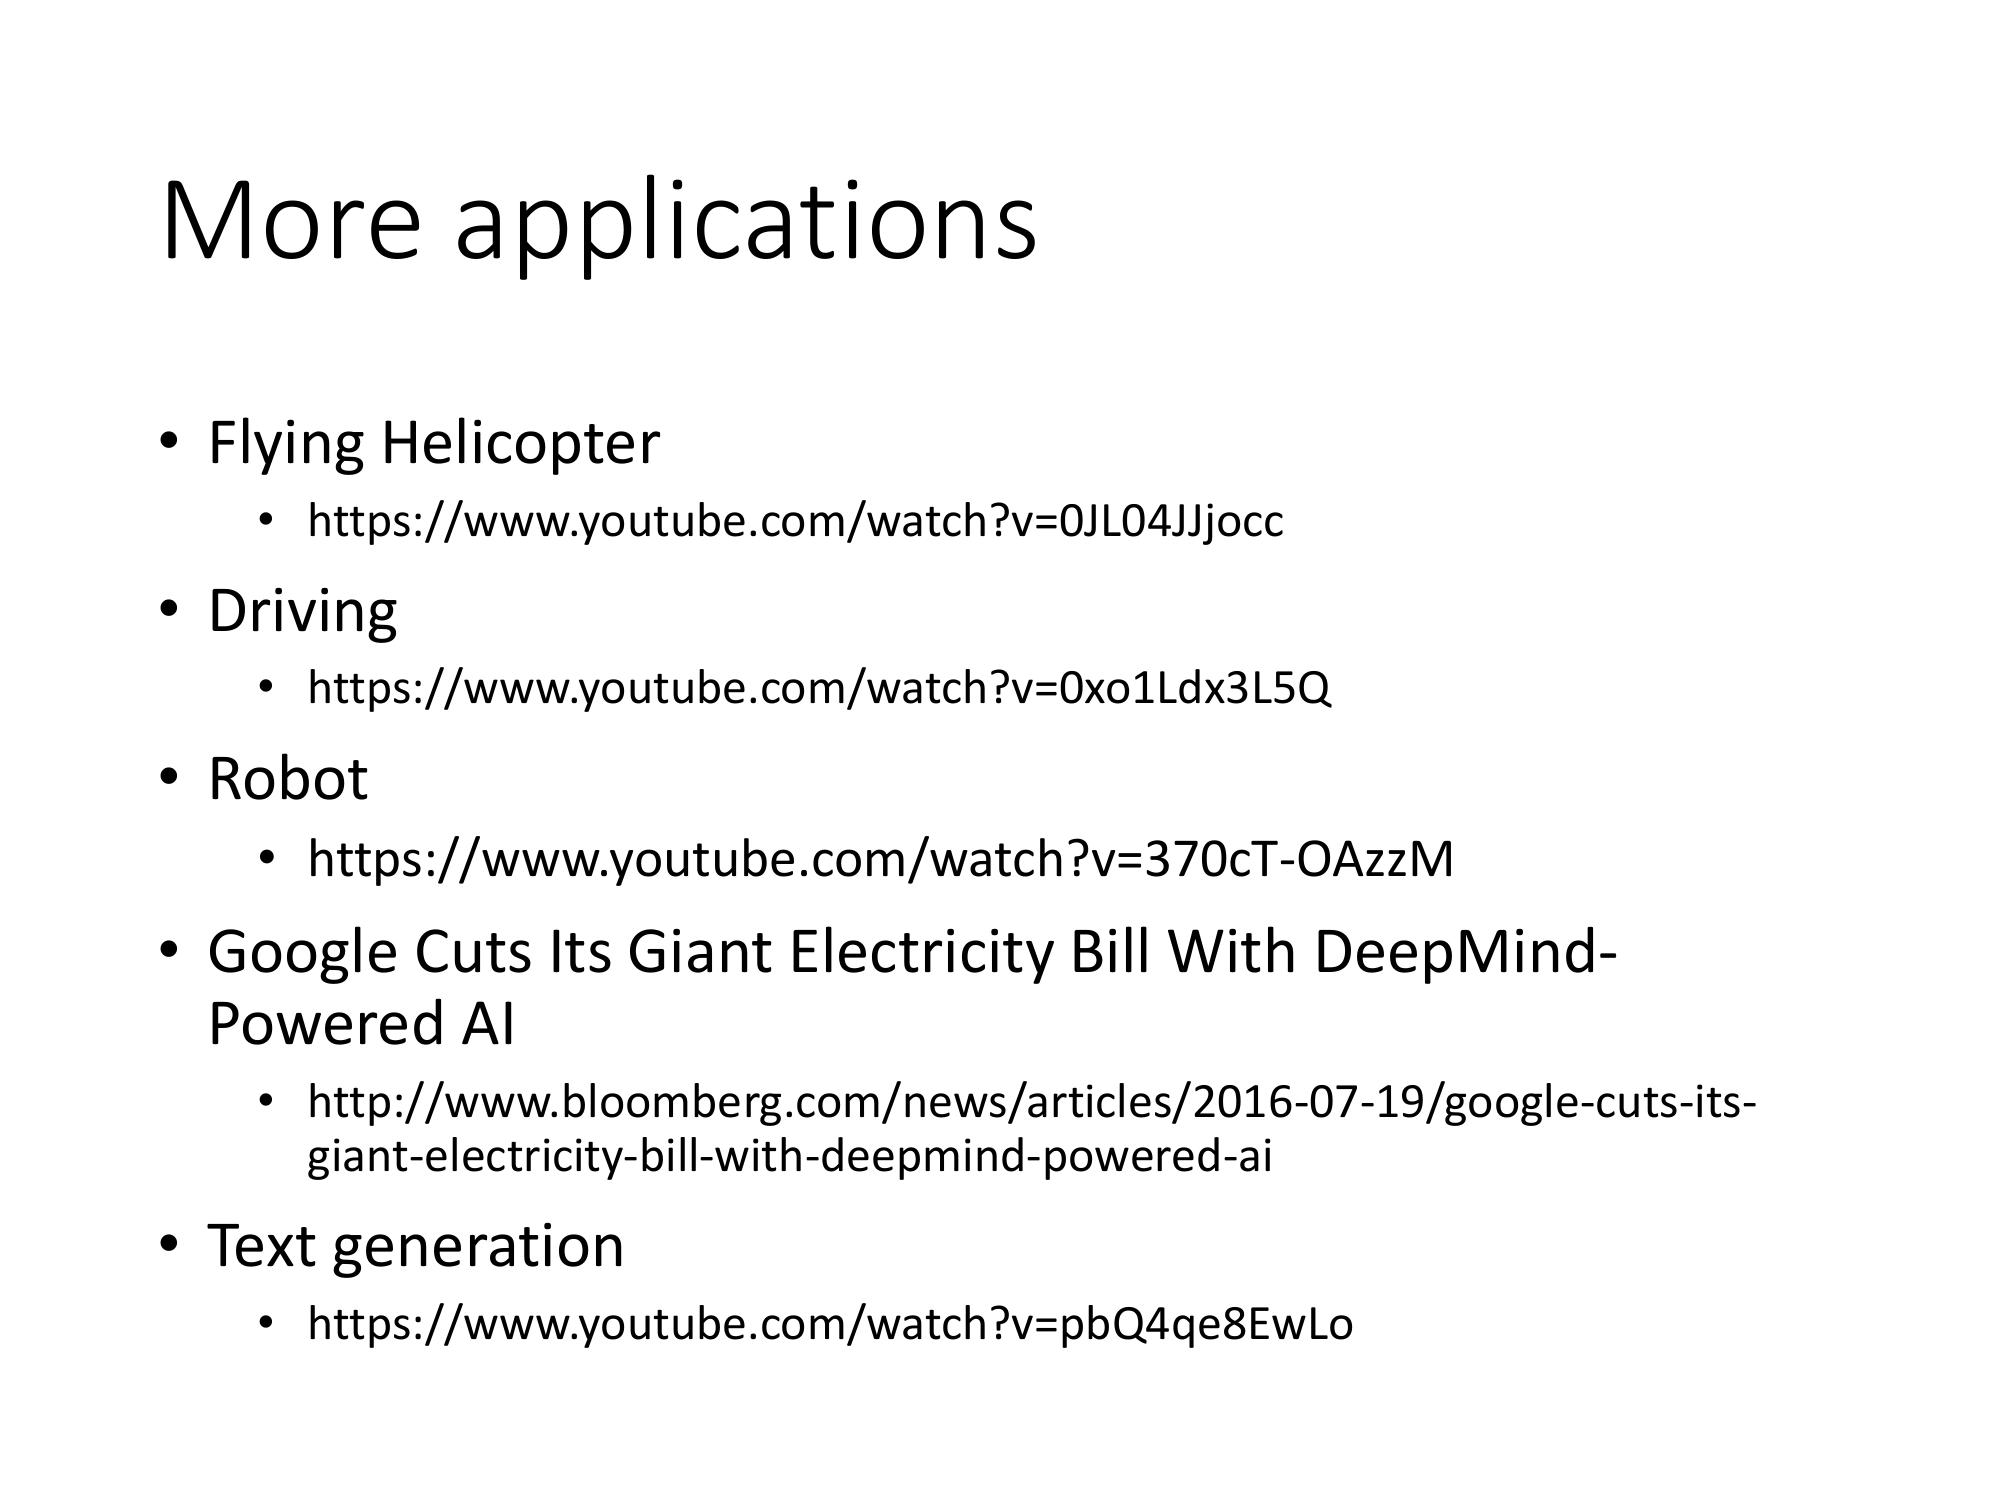 More applications
• Flying Helicopter
• https://www.youtube.com/watch?v=0JL04JJjocc
• Driving
• https://www.youtube.com/watch?v=0xo1Ldx3L5Q
• Robot
• https://www.youtube.com/watch?v=370cT-OAzzM
• Google Cuts Its Giant Electricity Bill With DeepMind-
Powered AI
• http://www.bloomberg.com/news/articles/2016-07-19/google-cuts-its-
giant-electricity-bill-with-deepmind-powered-ai
• Text generation
• https://www.youtube.com/watch?v=pbQ4qe8EwLo